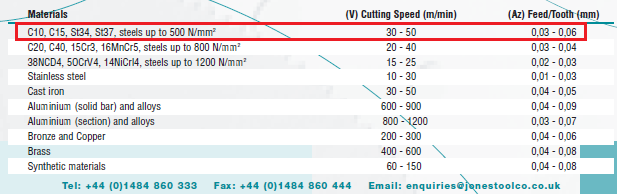 Materials (V) Cutting Speed (m/min) (Az) Feed/Tooth (mm)
C10, C15, St34, St37, steels up to 500 N/mm² 30 - 50 0,03 - 0,06
C20, C40, 15Cr3, 16MnCr5, steels up to 800 N/mm² 20 - 40 0,03 - 0,04
38NCD4, 50CrV4, 14NiCrl4, steels up to 1200 N/mm² 15 - 25 0,02 - 0,03
Stainless steel 10 - 30 0,01 - 0,03
Cast iron 30 - 50 0,04 - 0,05
Aluminium (solid bar) and alloys 600 - 900 0,04 - 0,09
Aluminium (section) and alloys 800 - 1200 0,03 - 0,07
Bronze and Copper 200 - 300 0,04 - 0,06
Brass 400 - 600 0,04 - 0,08
Synthetic materials 60 - 150 0,04 - 0,08
Tel: +44 (0)1484 860 333 Fax: +44 (0)1484 860 444 Email: enquiries@jonestoolco.co.uk